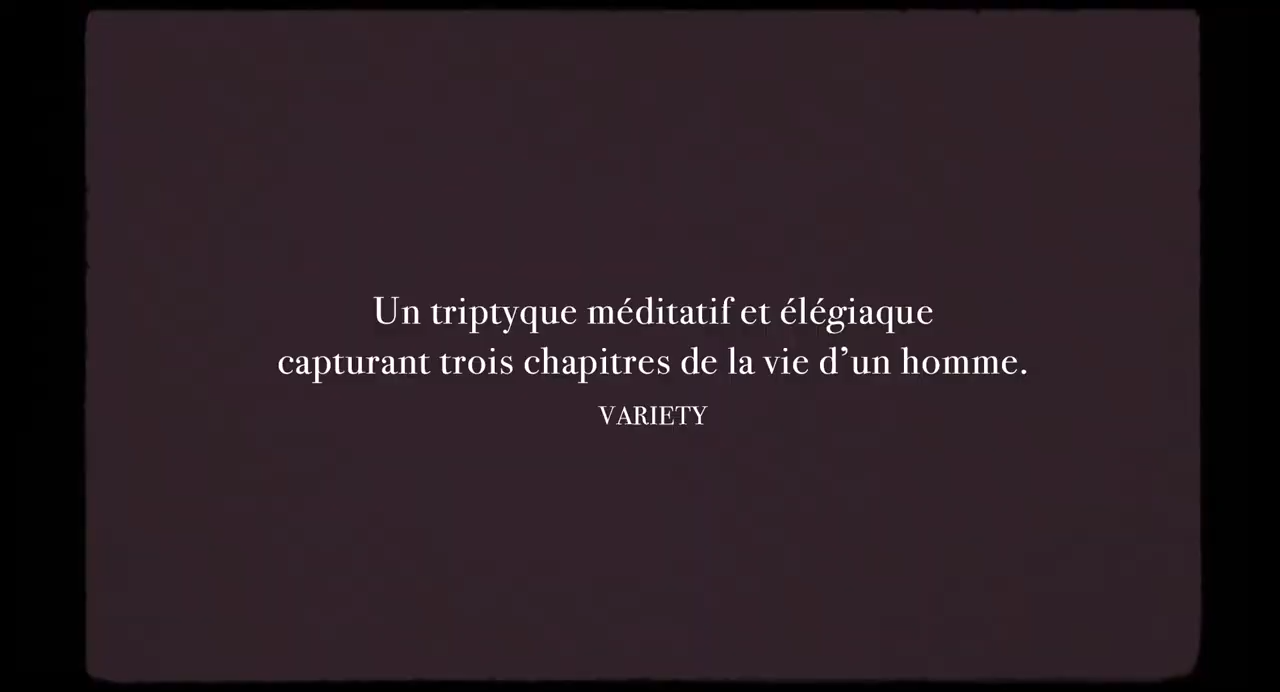 Un triptyque méditatif et élégiaque
capturant trois chapitres de la vie d’un homme.
VARIETY